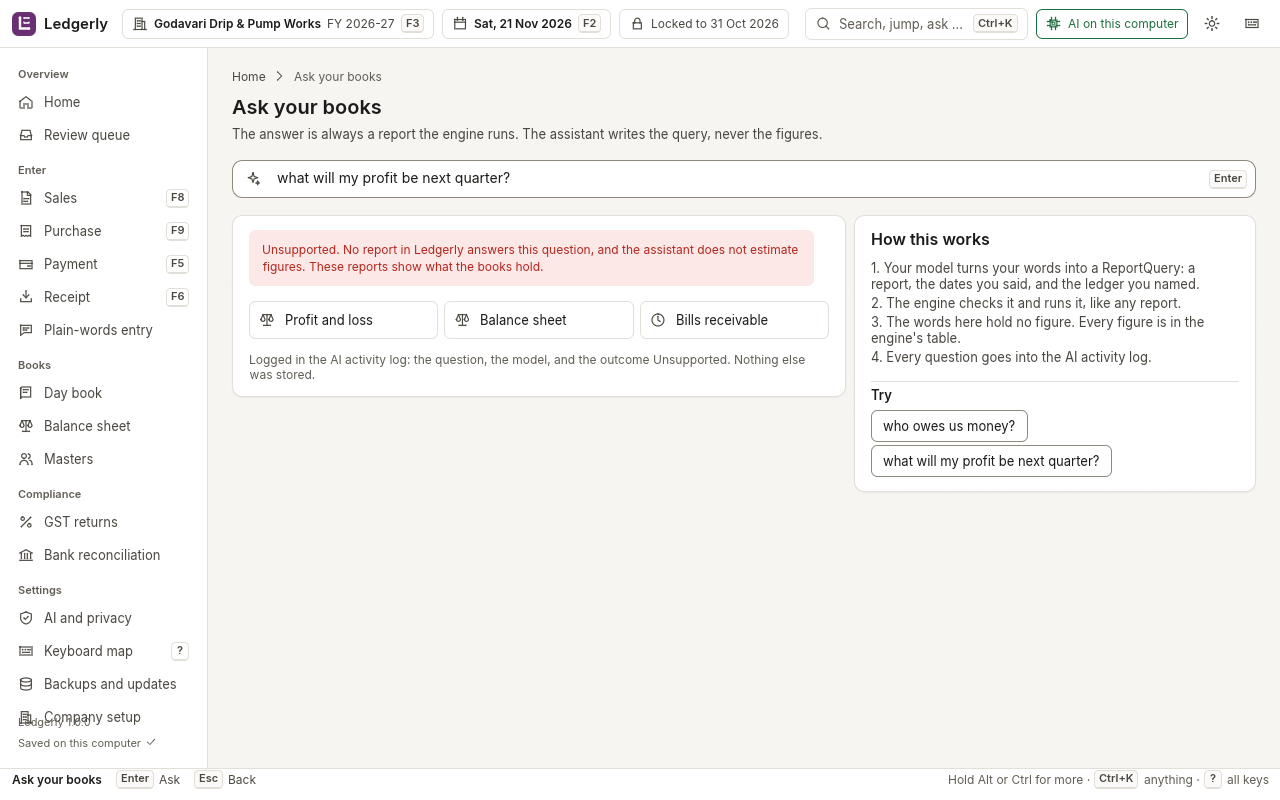 Ledgerly
Godavari Drip & Pump Works FY 2026-27 F3
Sat, 21 Nov 2026 F2
Locked to 31 Oct 2026
Search, jump, ask ... Ctrl+K
AI on this computer
Overview
Home
Review queue
Enter
Sales F8
Purchase F9
Payment F5
Receipt F6
Plain-words entry
Books
Day book
Balance sheet
Masters
Compliance
GST returns
Bank reconciliation
Settings
AI and privacy
Keyboard map ?
Backups and updates
Company setup
Ledgerly 1.0.0
Saved on this computer
Home > Ask your books
Ask your books
The answer is always a report the engine runs. The assistant writes the query, never the figures.
what will my profit be next quarter? Enter
Unsupported. No report in Ledgerly answers this question, and the assistant does not estimate
figures. These reports show what the books hold.
Profit and loss
Balance sheet
Bills receivable
Logged in the AI activity log: the question, the model, and the outcome Unsupported. Nothing else
was stored.
How this works
1. Your model turns your words into a ReportQuery: a
report, the dates you said, and the ledger you named.
2. The engine checks it and runs it, like any report.
3. The words here hold no figure. Every figure is in the
engine's table.
4. Every question goes into the AI activity log.
Try
who owes us money?
what will my profit be next quarter?
Ask your books Enter Ask Esc Back
Hold Alt or Ctrl for more · Ctrl+K anything · ? all keys